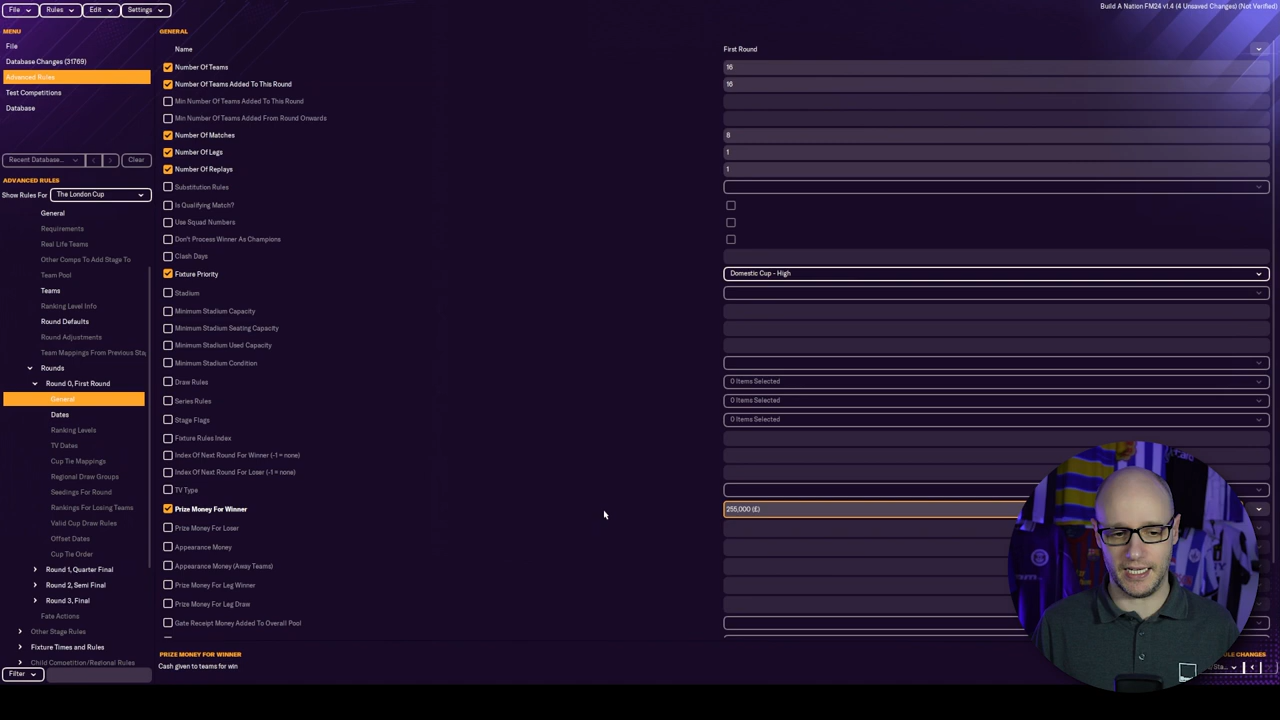 File Rules Edit Settings
Build A Nation FM24 v1.4 (4 Unsaved Changes) (Not Verified)
MENU
File
Database Changes (31769)
Advanced Rules
Test Competitions
Database
Recent Database... Clear
ADVANCED RULES
Show Rules For The London Cup
General
Requirements
Real Life Teams
Other Comps To Add Stage To
Team Pool
Teams
Ranking Level Info
Round Defaults
Round Adjustments
Team Mappings From Previous Sta
Rounds
Round 0, First Round
General
Dates
Ranking Levels
TV Dates
Cup Tie Mappings
Regional Draw Groups
Seedings For Round
Rankings For Losing Teams
Valid Cup Draw Rules
Offset Dates
Cup Tie Order
Round 1, Quarter Final
Round 2, Semi Final
Round 3, Final
Fate Actions
Other Stage Rules
Fixture Times and Rules
Child Competition/Regional Rules
Filter
GENERAL
Name First Round
Number Of Teams 16
Number Of Teams Added To This Round 16
Min Number Of Teams Added To This Round
Min Number Of Teams Added From Round Onwards
Number Of Matches 8
Number Of Legs 1
Number Of Replays 1
Substitution Rules
Is Qualifying Match?
Use Squad Numbers
Don't Process Winner As Champions
Clash Days
Fixture Priority Domestic Cup - High
Stadium
Minimum Stadium Capacity
Minimum Stadium Seating Capacity
Minimum Stadium Used Capacity
Minimum Stadium Condition
Draw Rules 0 Items Selected
Series Rules 0 Items Selected
Stage Flags 0 Items Selected
Fixture Rules Index
Index Of Next Round For Winner (-1 = none)
Index Of Next Round For Loser (-1 = none)
TV Type
Prize Money For Winner 255,000 (£)
Prize Money For Loser
Appearance Money
Appearance Money (Away Teams)
Prize Money For Leg Winner
Prize Money For Leg Draw
Gate Receipt Money Added To Overall Pool
PRIZE MONEY FOR WINNER
Cash given to teams for win
CHANGES